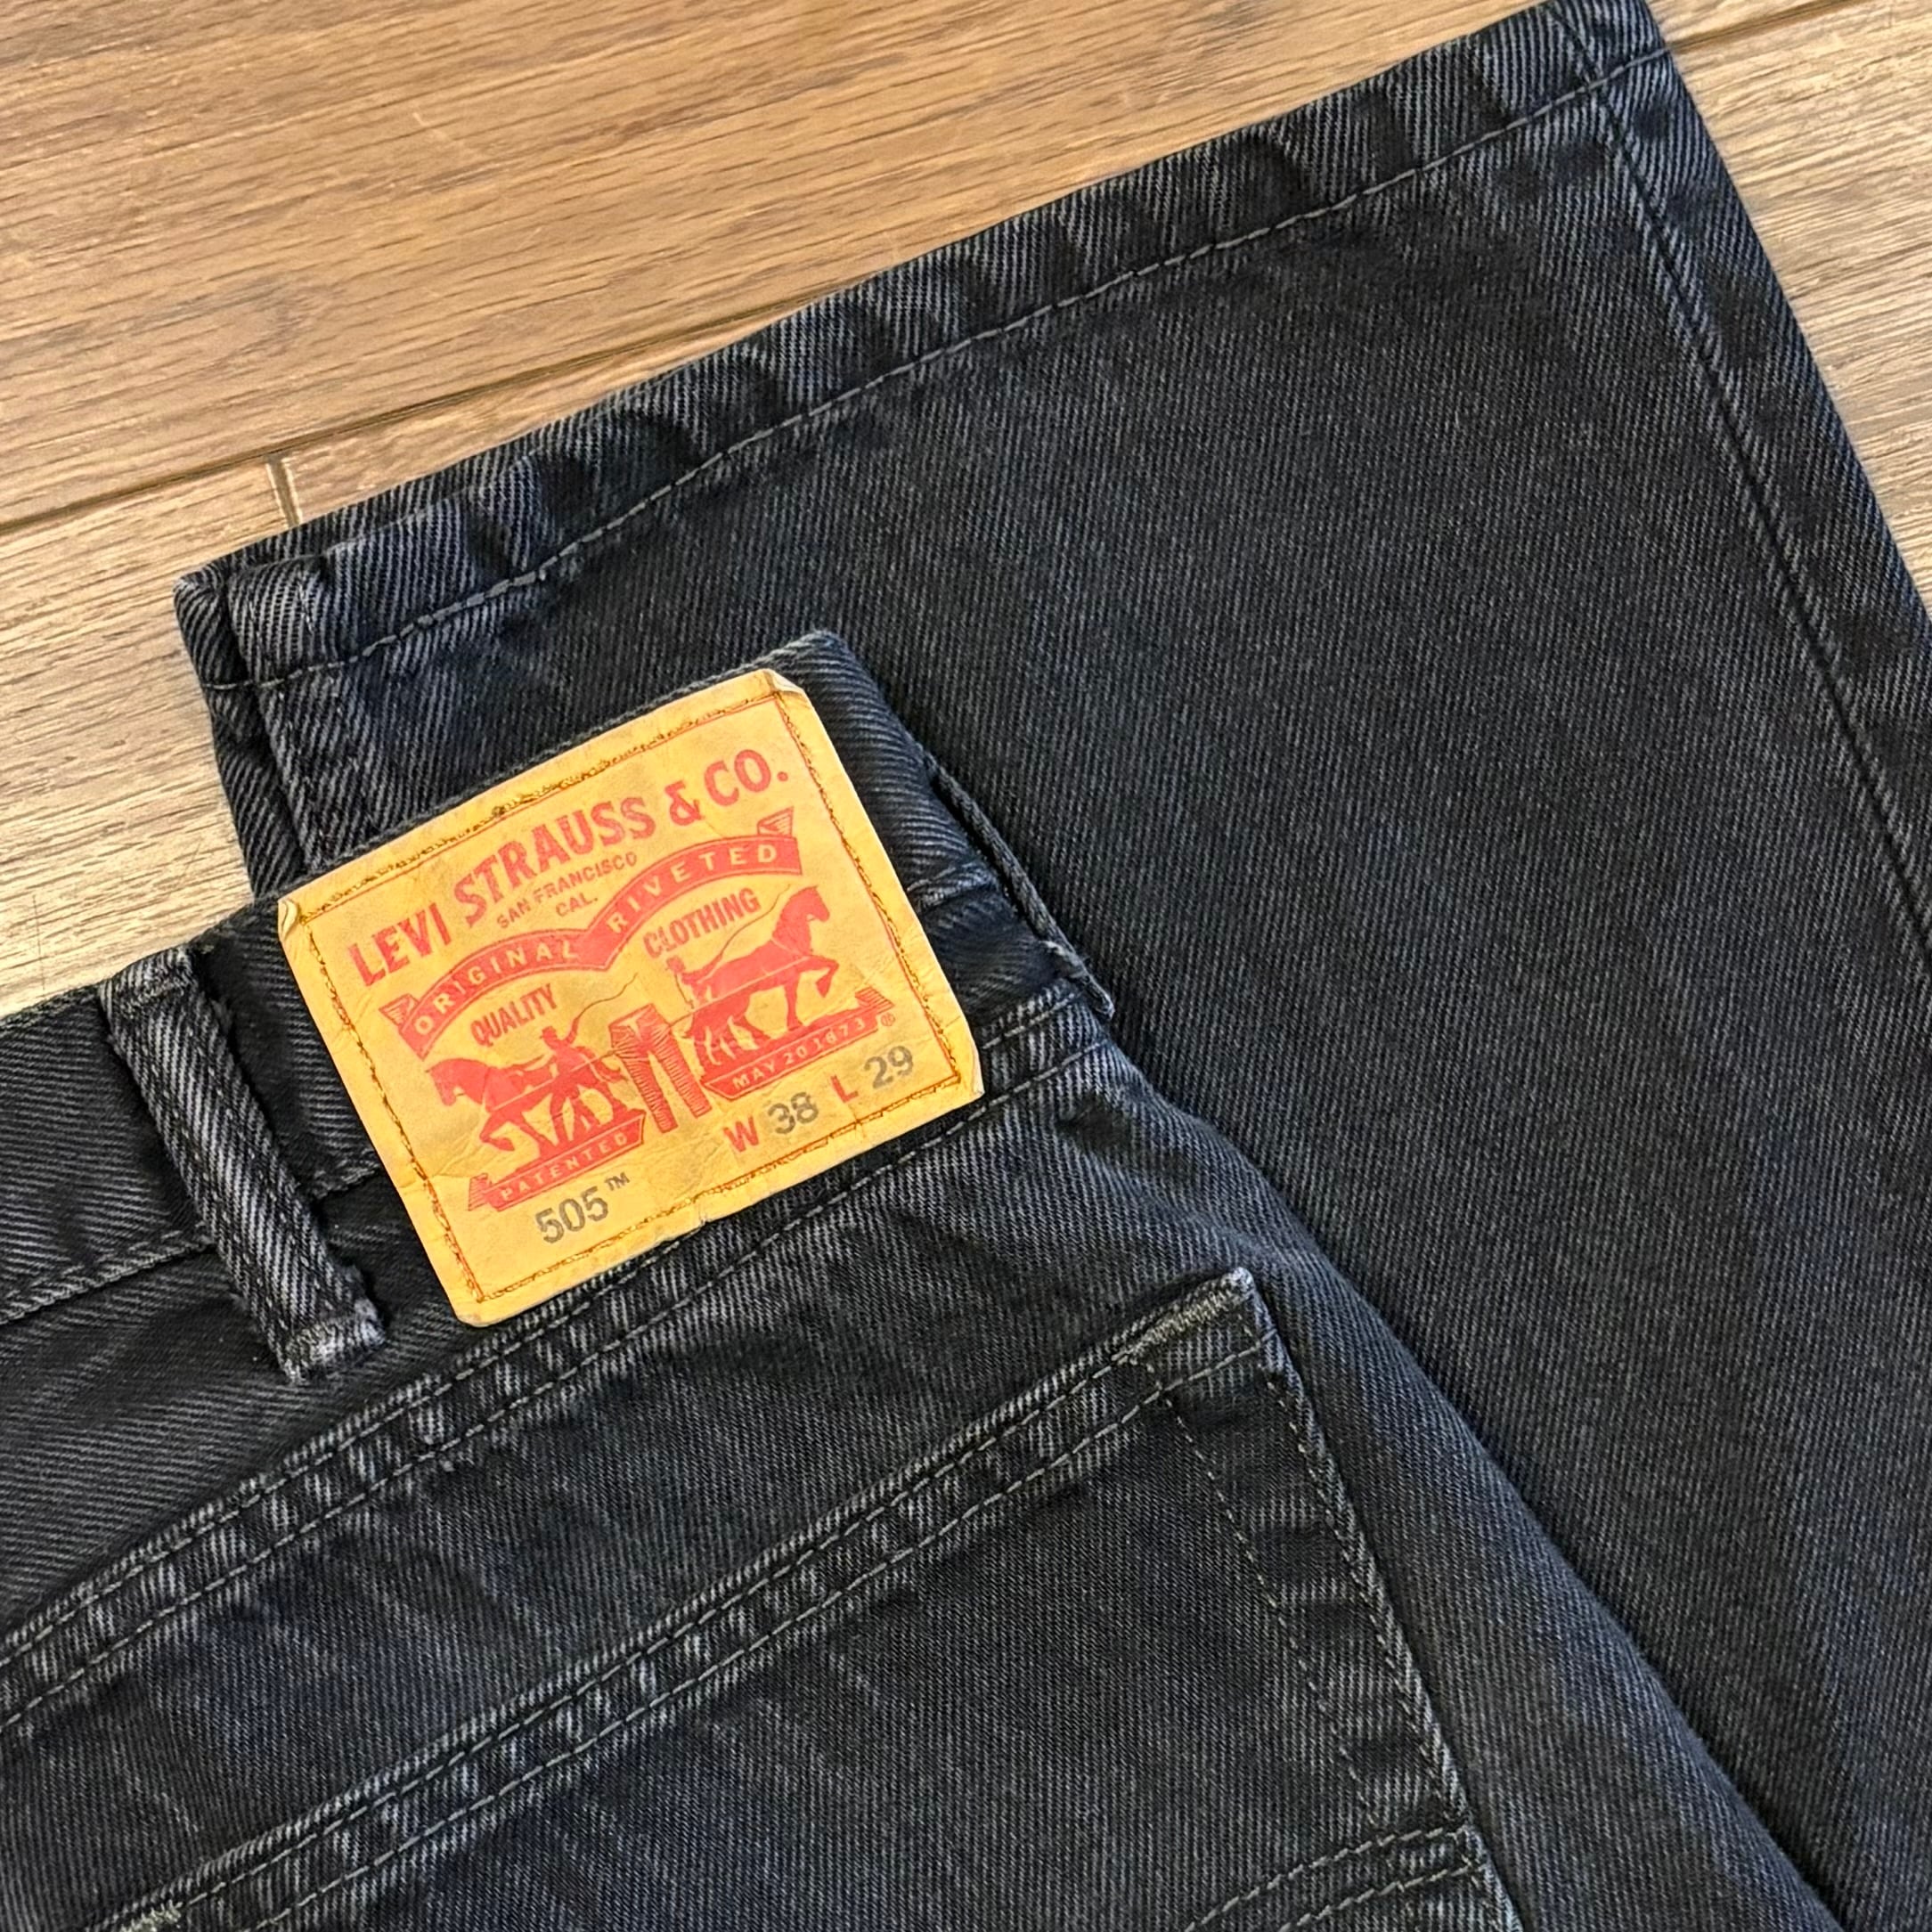 LEVI STRAUSS & CO.
SAN FRANCISCO
CAL.
ORIGINAL RIVETED
QUALITY CLOTHING
PATENTED MAY 20 1873 ®
W 38 L 29
505™